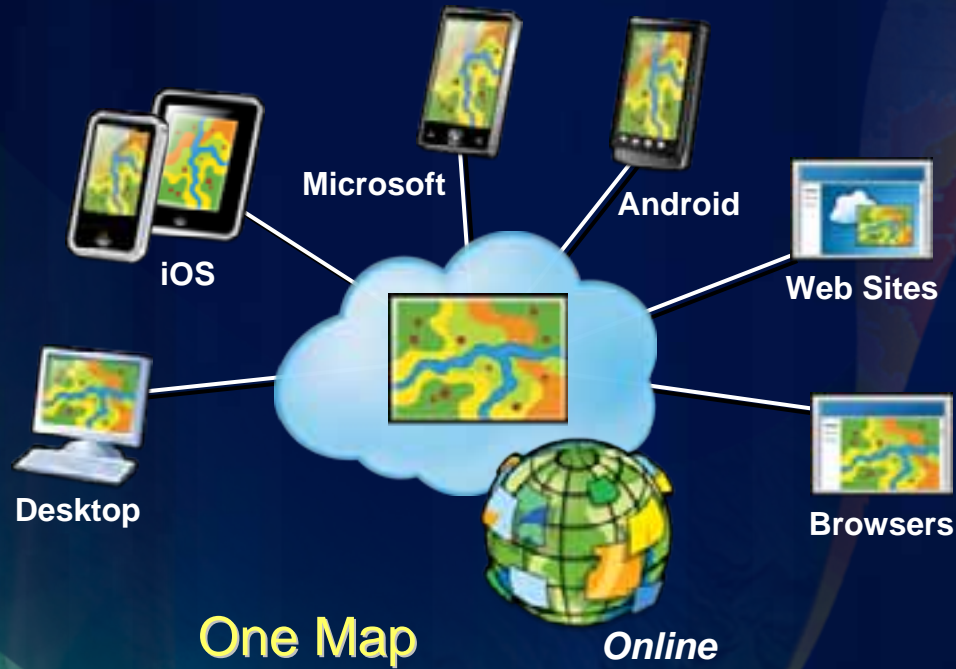 Microsoft
Android
iOS
Web Sites
Desktop
Browsers
One Map
Online